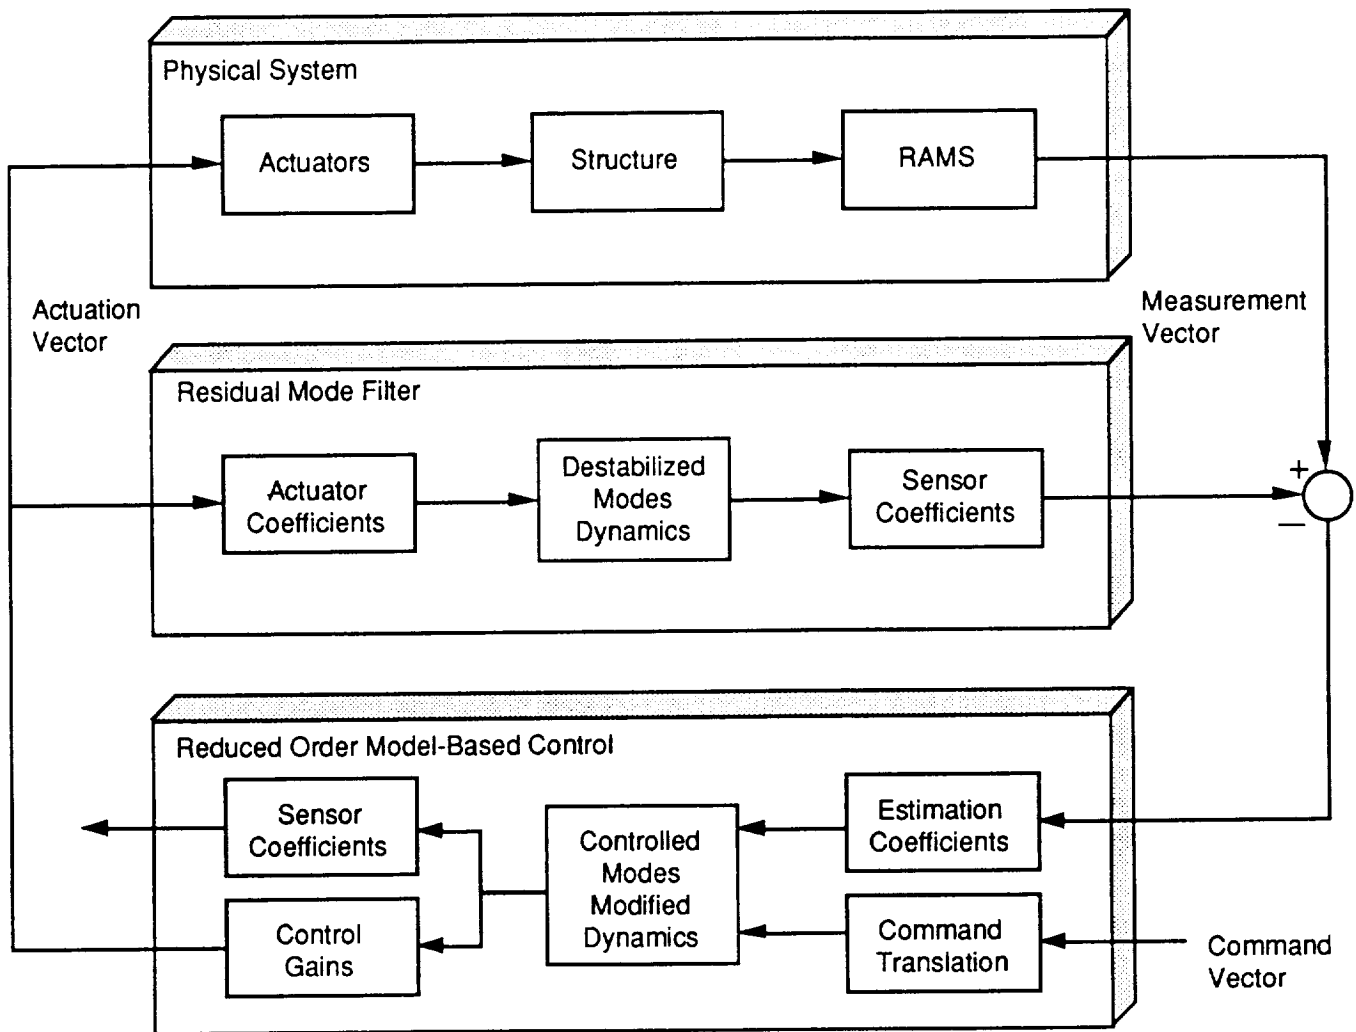 Physical System
Actuators
Structure
RAMS
Actuation
Vector
Measurement
Vector
Residual Mode Filter
Actuator
Coefficients
Destabilized
Modes
Dynamics
Sensor
Coefficients
+
—
Reduced Order Model-Based Control
Sensor
Coefficients
Controlled
Modes
Modified
Dynamics
Estimation
Coefficients
Control
Gains
Command
Translation
Command
Vector